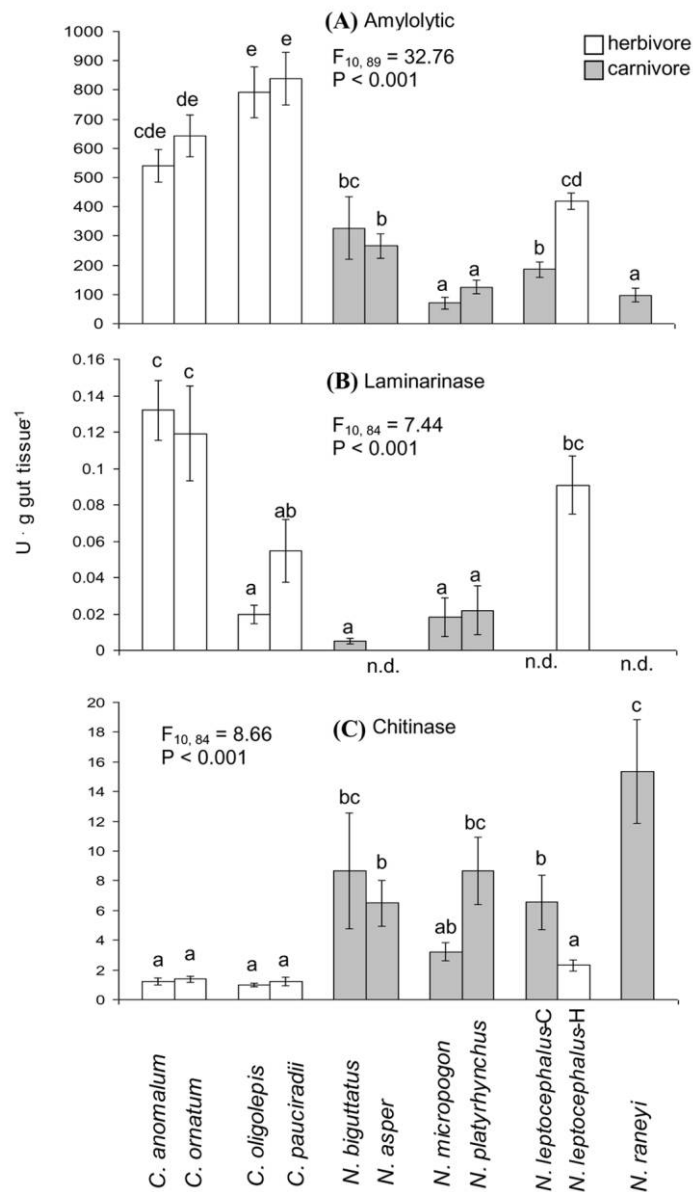 (A) Amylolytic
F10, 89 = 32.76
P < 0.001
herbivore
carnivore
1000
900
800
700
600
500
400
300
200
100
0
cde
de
e
e
bc
b
a
a
b
cd
a
U · g gut tissue-1
(B) Laminarinase
F10, 84 = 7.44
P < 0.001
0.16
0.14
0.12
0.1
0.08
0.06
0.04
0.02
0
c
c
a
ab
a
n.d.
a
a
n.d.
bc
n.d.
(C) Chitinase
F10, 84 = 8.66
P < 0.001
20
18
16
14
12
10
8
6
4
2
0
a
a
a
a
bc
b
ab
bc
b
a
c
C. anomalum
C. ornatum
C. oligolepis
C. pauciradii
N. biguttatus
N. asper
N. micropogon
N. platyrhynchus
N. leptocephalus-C
N. leptocephalus-H
N. raneyi